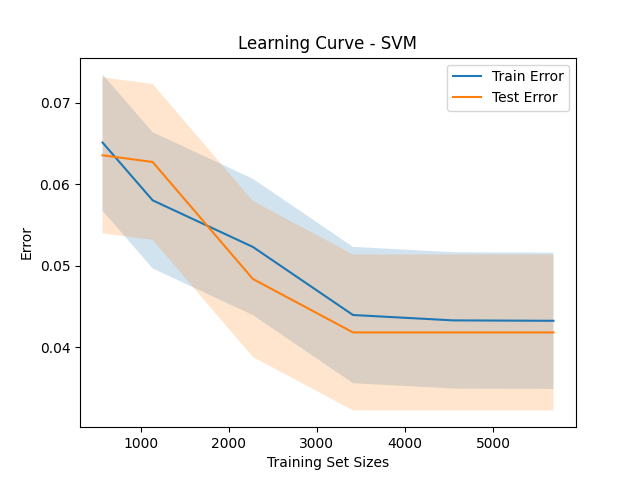 Learning Curve - SVM
Train Error
Test Error
0.07
0.06
0.05
0.04
Error
1000 2000 3000 4000 5000
Training Set Sizes